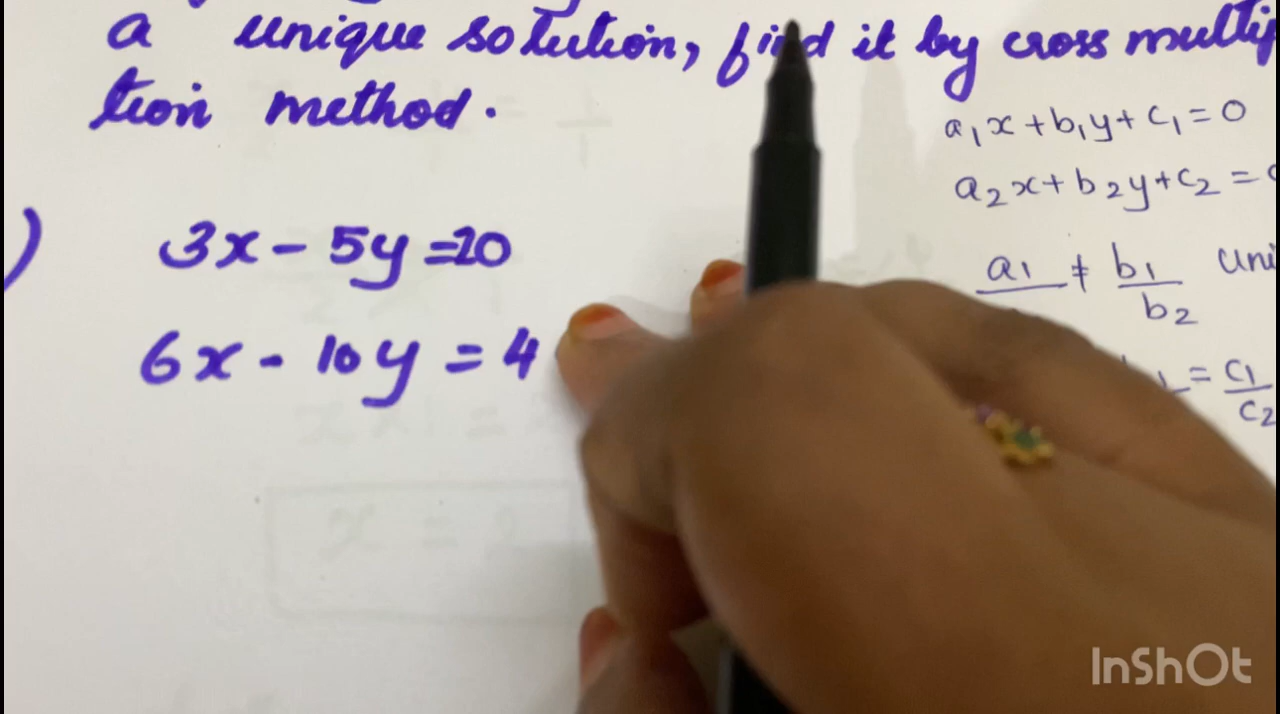 a unique solution, find it by cross multip
tion method.
a₁x + b₁y + c₁ = 0
a₂x + b₂y + c₂ =
) 3x - 5y = 20
6x - 10y = 4
a₁ ≠ b₁ uni
b₂
= c₁
c₂
InShOt